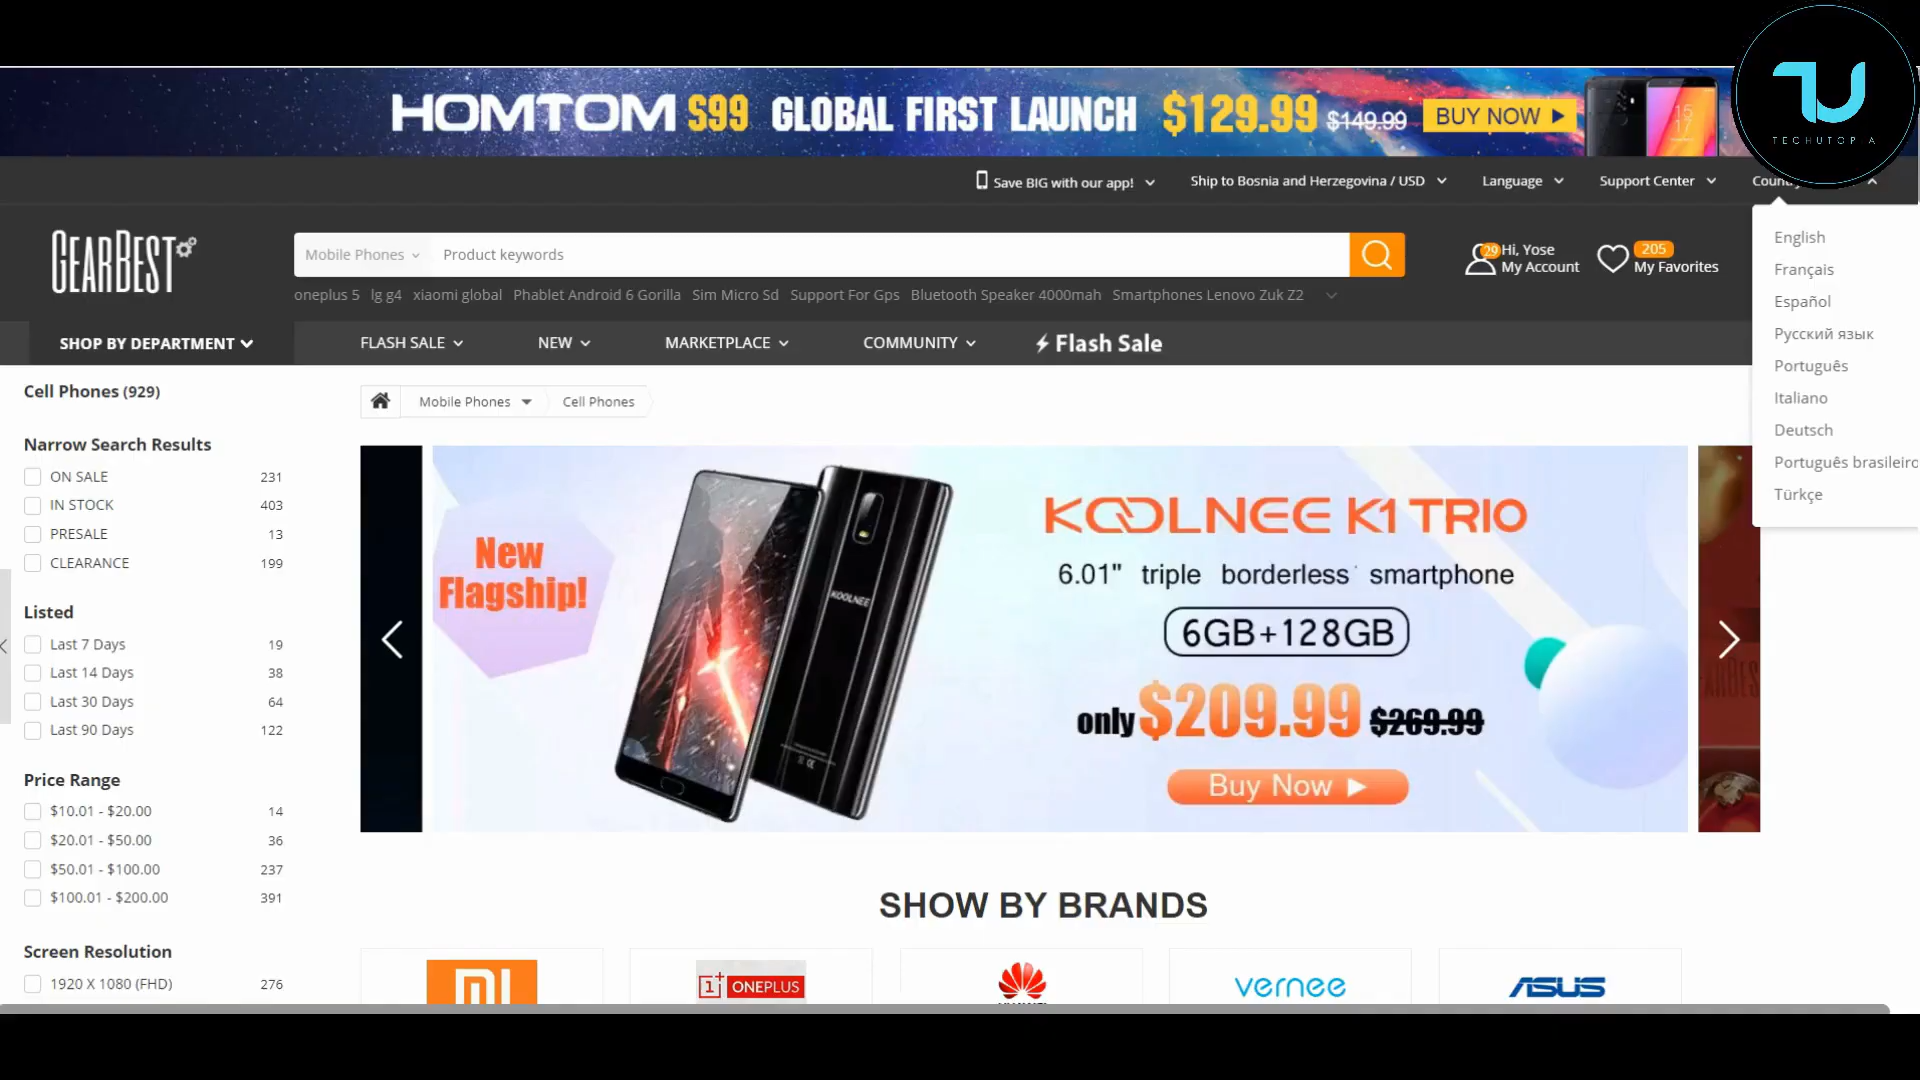 HOMTOM S99 GLOBAL FIRST LAUNCH $129.99 $149.99 BUY NOW
TECHUTOPIA
Save BIG with our app! Ship to Bosnia and Herzegovina / USD Language Support Center
English
Français
Español
Русский язык
Português
Italiano
Deutsch
Português brasileiro
Türkçe
GEARBEST
Mobile Phones Product keywords
29 Hi, Yose
My Account
205
My Favorites
oneplus 5 lg g4 xiaomi global Phablet Android 6 Gorilla Sim Micro Sd Support For Gps Bluetooth Speaker 4000mah Smartphones Lenovo Zuk Z2
SHOP BY DEPARTMENT FLASH SALE NEW MARKETPLACE COMMUNITY Flash Sale
Cell Phones (929)
Narrow Search Results
ON SALE 231
IN STOCK 403
PRESALE 13
CLEARANCE 199
Listed
Last 7 Days 19
Last 14 Days 38
Last 30 Days 64
Last 90 Days 122
Price Range
$10.01 - $20.00 14
$20.01 - $50.00 36
$50.01 - $100.00 237
$100.01 - $200.00 391
Screen Resolution
1920 X 1080 (FHD) 276
Mobile Phones Cell Phones
New
Flagship!
KOOLNEE
KOOLNEE K1 TRIO
6.01" triple borderless smartphone
6GB+128GB
only $209.99 $269.99
Buy Now
SHOW BY BRANDS
MI
1+ ONEPLUS
vernee
ASUS